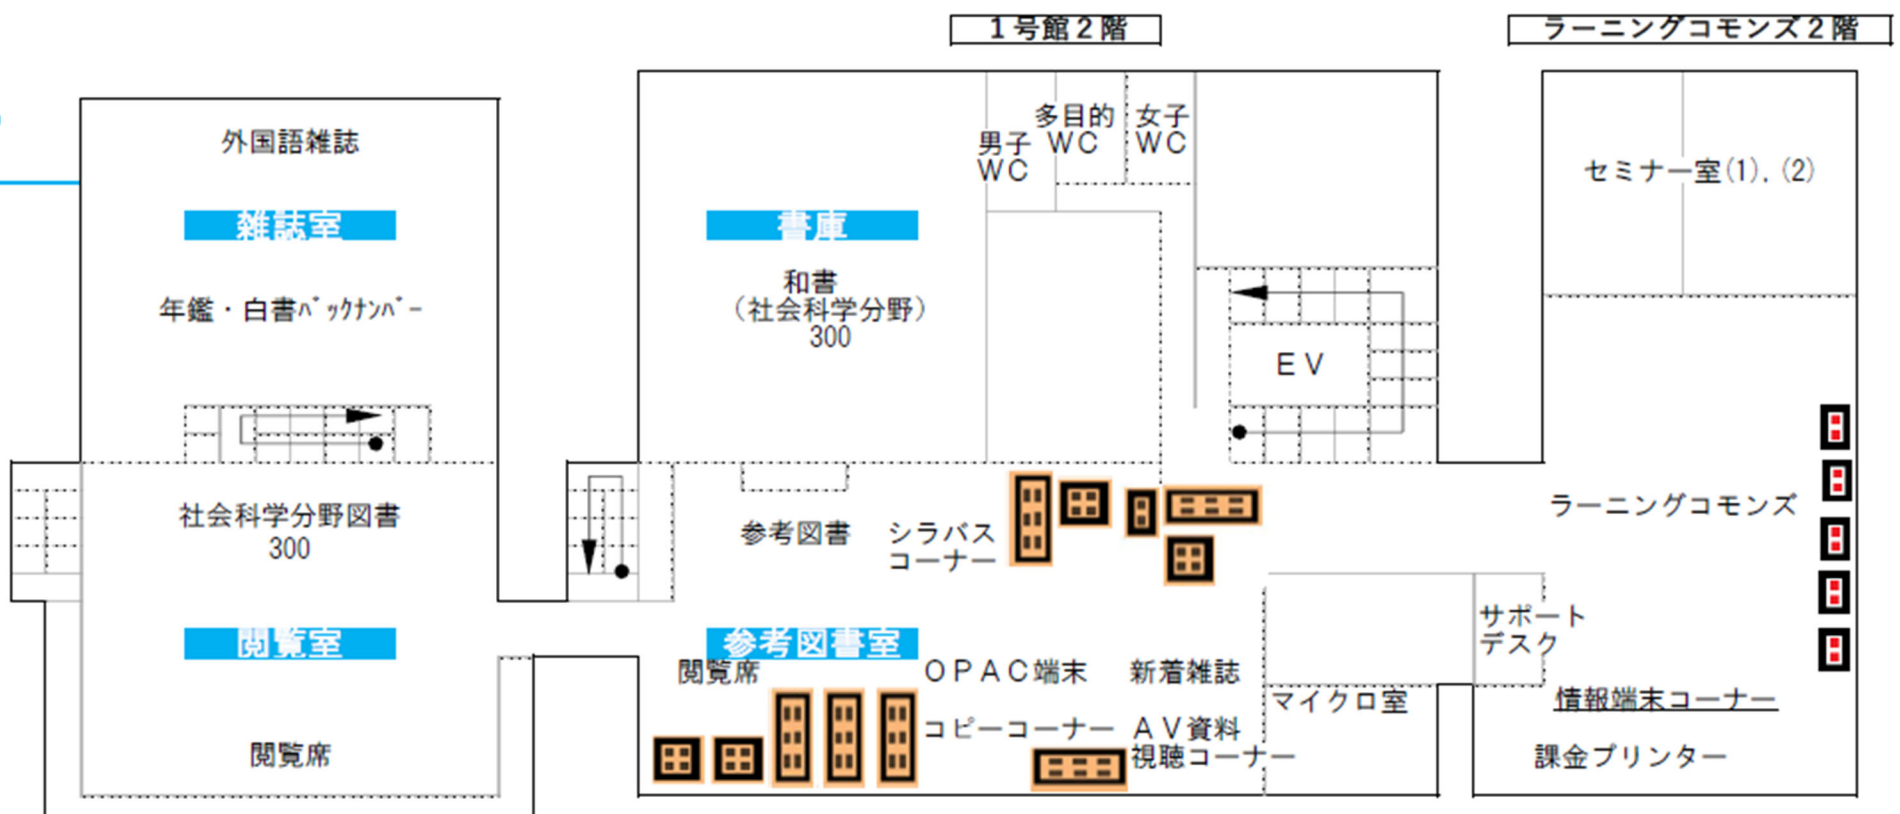 1号館2階
ラーニングコモンズ2階
外国語雑誌
雑誌室
年鑑・白書ﾊﾞｯｸﾅﾝﾊﾞｰ
社会科学分野図書
300
閲覧室
閲覧席
男子
WC
多目的
WC
女子
WC
書庫
和書
(社会科学分野)
300
EV
参考図書
シラバス
コーナー
参考図書室
閲覧席
OPAC端末
新着雑誌
コピーコーナー
AV資料
視聴コーナー
マイクロ室
セミナー室(1), (2)
ラーニングコモンズ
サポート
デスク
情報端末コーナー
課金プリンター